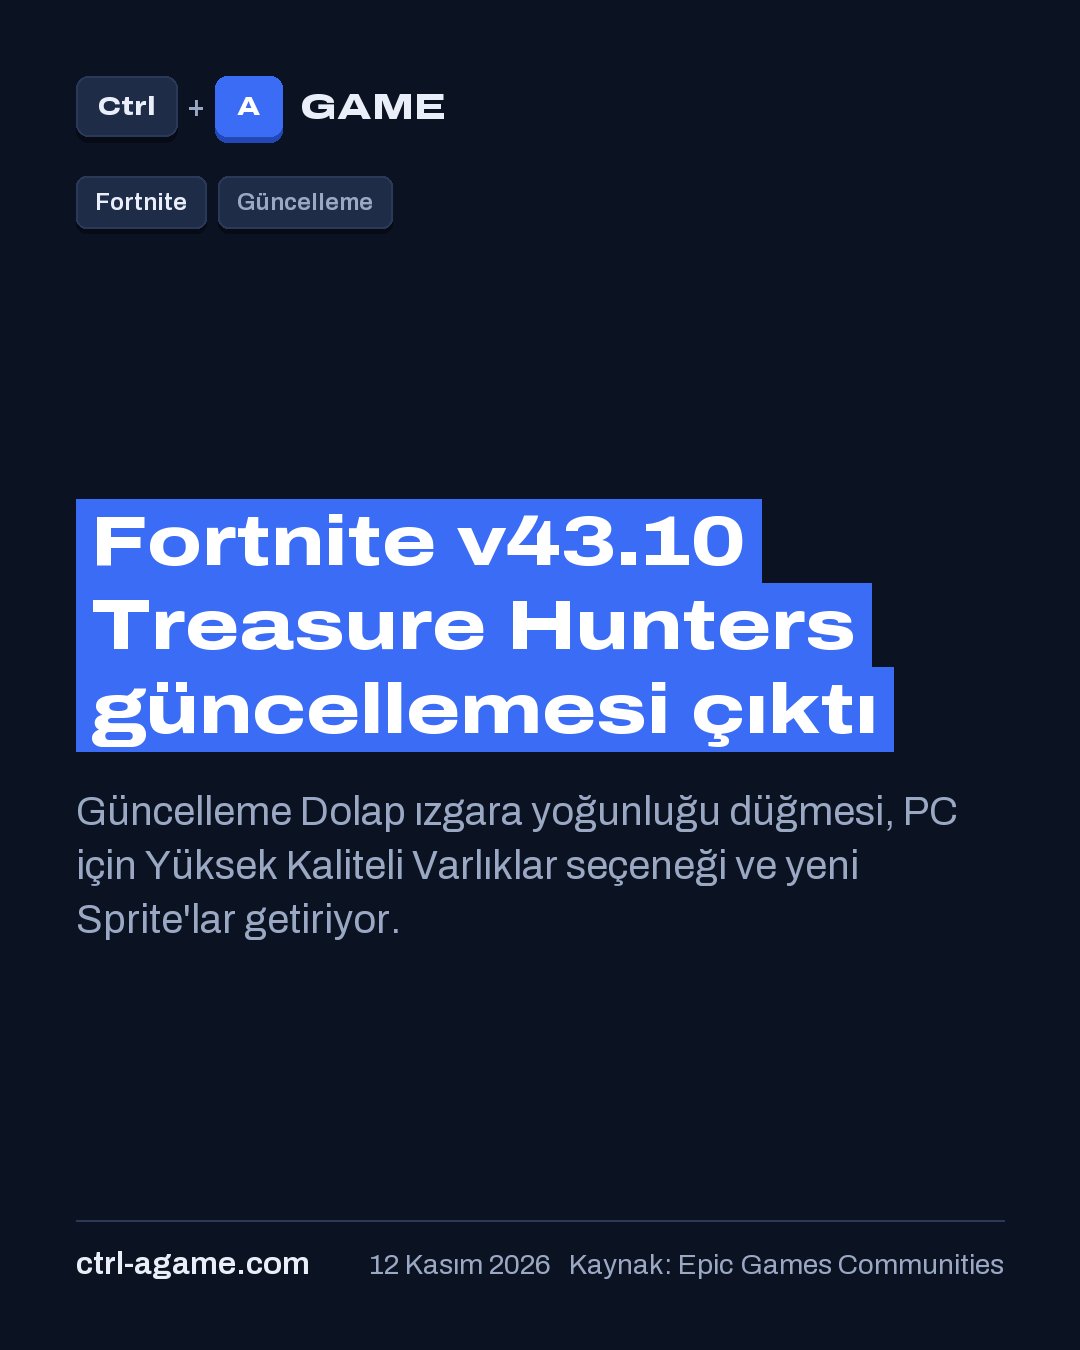 Ctrl + A GAME
Fortnite Güncelleme
Fortnite v43.10
Treasure Hunters
güncellemesi çıktı
Güncelleme Dolap ızgara yoğunluğu düğmesi, PC
için Yüksek Kaliteli Varlıklar seçeneği ve yeni
Sprite'lar getiriyor.
ctrl-agame.com 12 Kasım 2026 Kaynak: Epic Games Communities